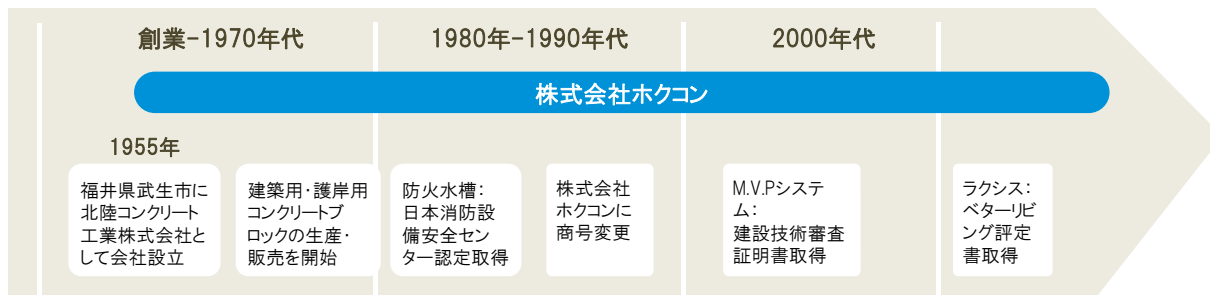 創業-1970年代
1980年-1990年代
2000年代
株式会社ホクコン
1955年
福井県武生市に
北陸コンクリート
工業株式会社と
して会社設立
建築用・護岸用
コンクリートブ
ロックの生産・
販売を開始
防火水槽：
日本消防設
備安全セン
ター認定取得
株式会社
ホクコンに
商号変更
M.V.Pシステ
ム：
建設技術審査
証明書取得
ラクシス：
ベターリビ
ング評定
書取得